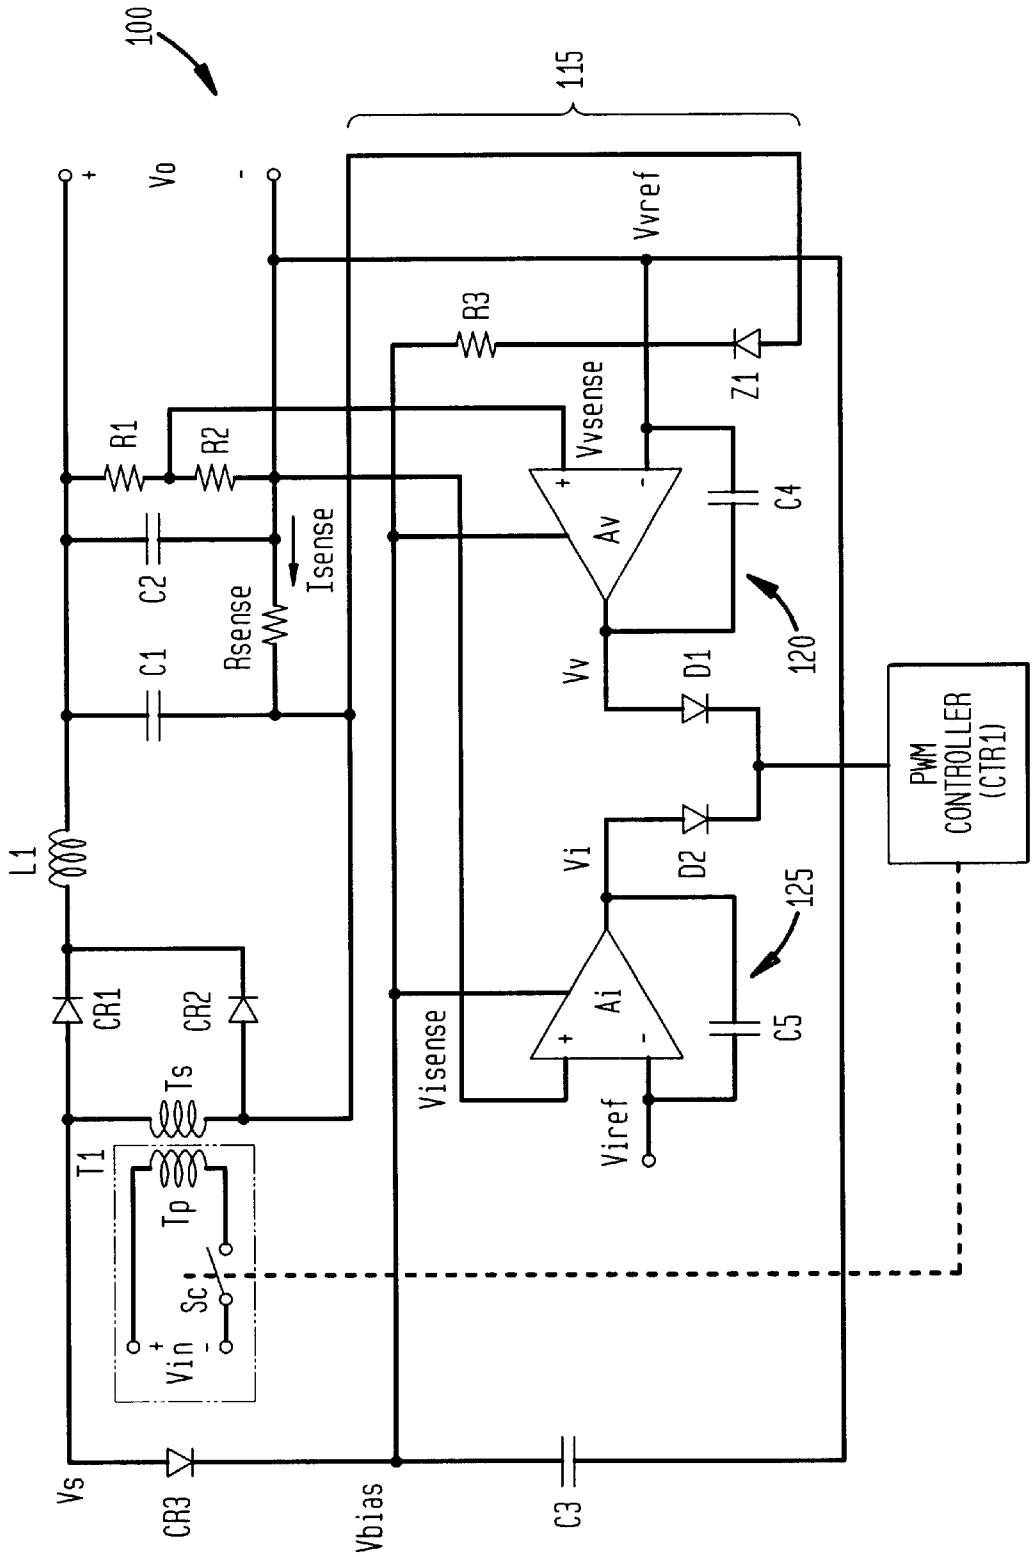 100
+
Vo
-
115
L1
R1
R2
C2
C1
Rsense
Isense
CR1
CR2
T1
Ts
Tp
Sc
+
Vin
-
Vs
CR3
Vbias
C3
R3
Vvref
Vvsense
Z1
+
-
Av
C4
120
Vv
D1
Visense
+
-
Ai
Viref
C5
125
Vi
D2
PWM
CONTROLLER
(CTR1)